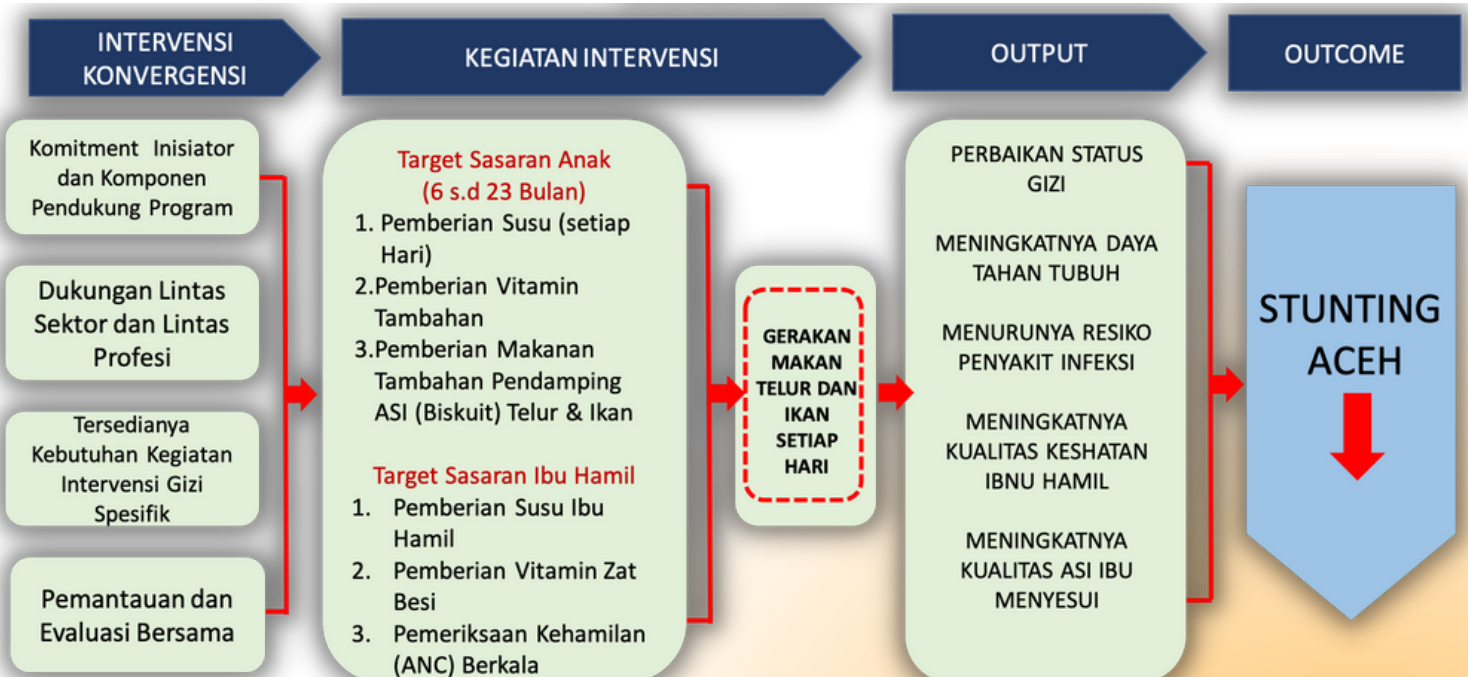 INTERVENSI
KONVERGENSI
KEGIATAN INTERVENSI
OUTPUT
OUTCOME
Komitment Inisiator
dan Komponen
Pendukung Program
Dukungan Lintas
Sektor dan Lintas
Profesi
Tersedianya
Kebutuhan Kegiatan
Intervensi Gizi
Spesifik
Pemantauan dan
Evaluasi Bersama
Target Sasaran Anak
(6 s.d 23 Bulan)
1. Pemberian Susu (setiap
Hari)
2.Pemberian Vitamin
Tambahan
3.Pemberian Makanan
Tambahan Pendamping
ASI (Biskuit) Telur & Ikan
Target Sasaran Ibu Hamil
1. Pemberian Susu Ibu
Hamil
2. Pemberian Vitamin Zat
Besi
3. Pemeriksaan Kehamilan
(ANC) Berkala
GERAKAN
MAKAN
TELUR DAN
IKAN
SETIAP
HARI
PERBAIKAN STATUS
GIZI
MENINGKATNYA DAYA
TAHAN TUBUH
MENURUNYA RESIKO
PENYAKIT INFEKSI
MENINGKATNYA
KUALITAS KESHATAN
IBNU HAMIL
MENINGKATNYA
KUALITAS ASI IBU
MENYESUI
STUNTING
ACEH